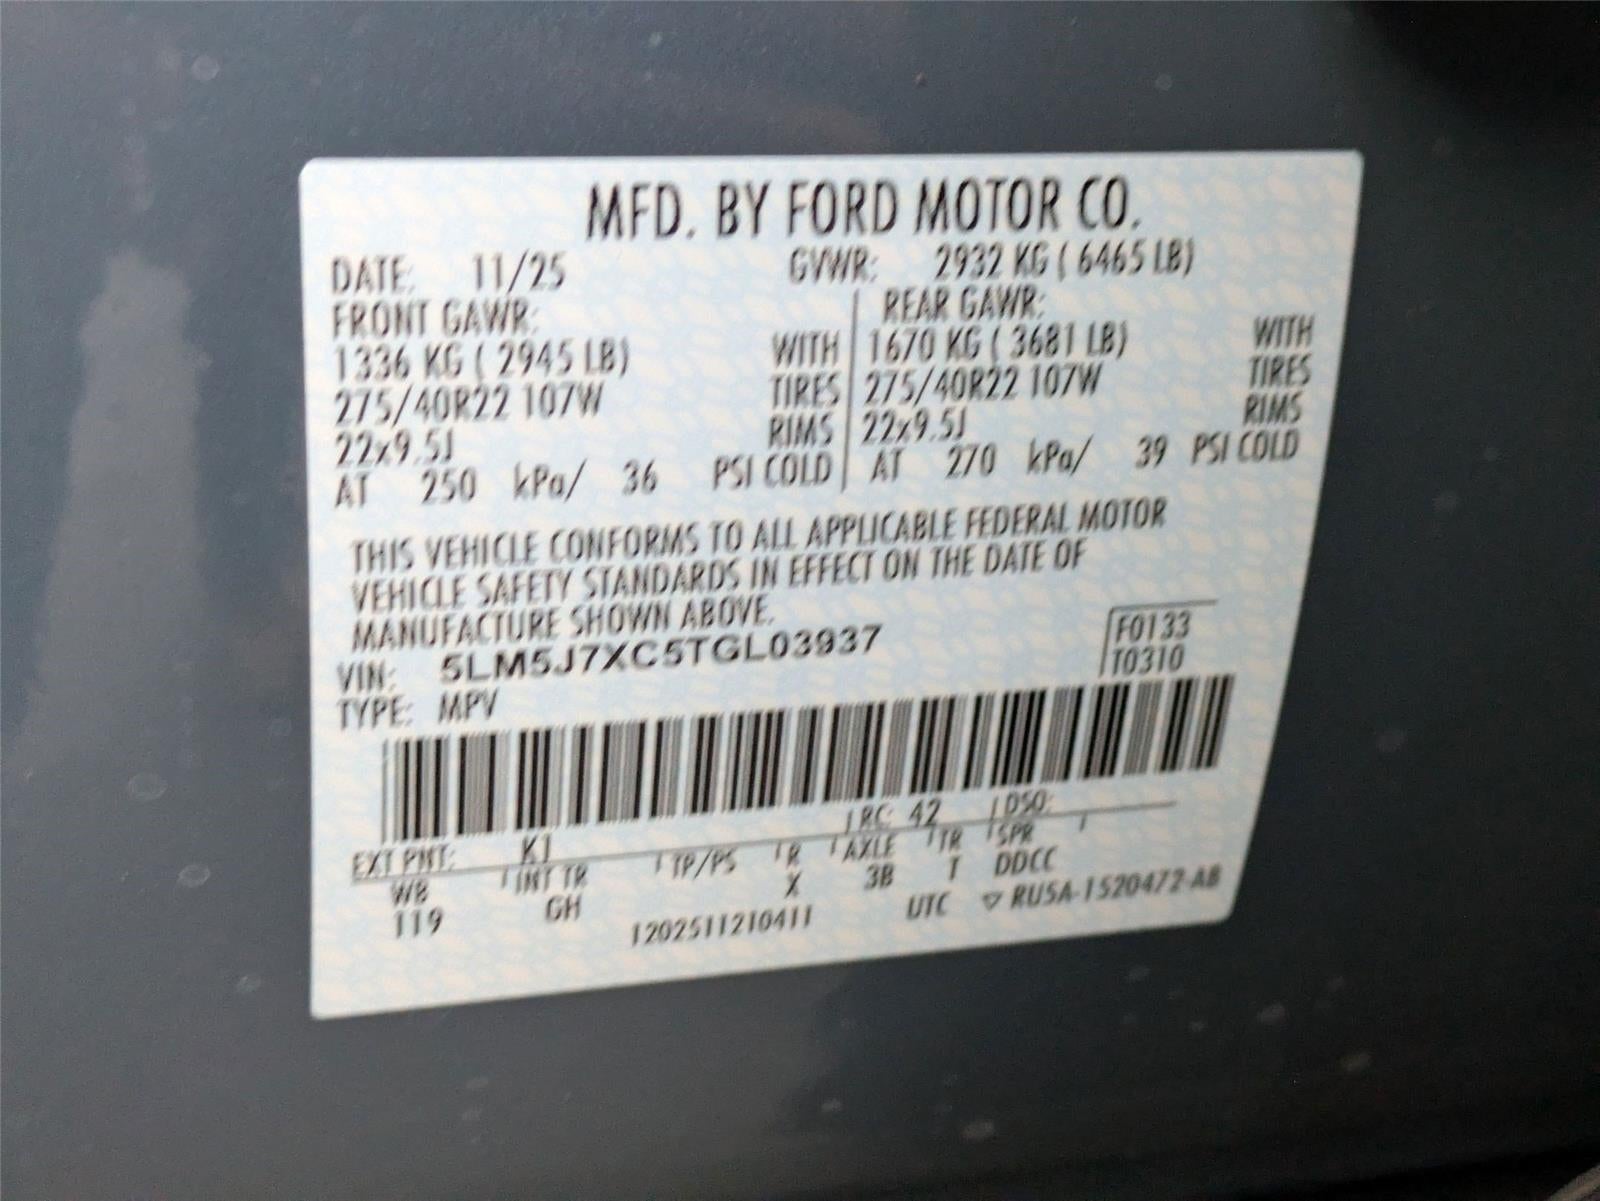 MFD. BY FORD MOTOR CO.
DATE: 11/25 GVWR: 2932 KG ( 6465 LB)
FRONT GAWR: REAR GAWR:
1336 KG ( 2945 LB) WITH 1670 KG ( 3681 LB) WITH
275/40R22 107W TIRES 275/40R22 107W TIRES
22x9.5J RIMS 22x9.5J RIMS
AT 250 kPa/ 36 PSI COLD AT 270 kPa/ 39 PSI COLD
THIS VEHICLE CONFORMS TO ALL APPLICABLE FEDERAL MOTOR
VEHICLE SAFETY STANDARDS IN EFFECT ON THE DATE OF
MANUFACTURE SHOWN ABOVE.
VIN: 5LM5J7XC5TGL03937 F0133
TYPE: MPV T0310
EXT PNT: K1 RC: 42 DSO:
WB INT TR TP/PS R AXLE TR SPR
119 GH X 3B T DDCC
1202511210411 UTC ▽ RU5A-1520472-AB